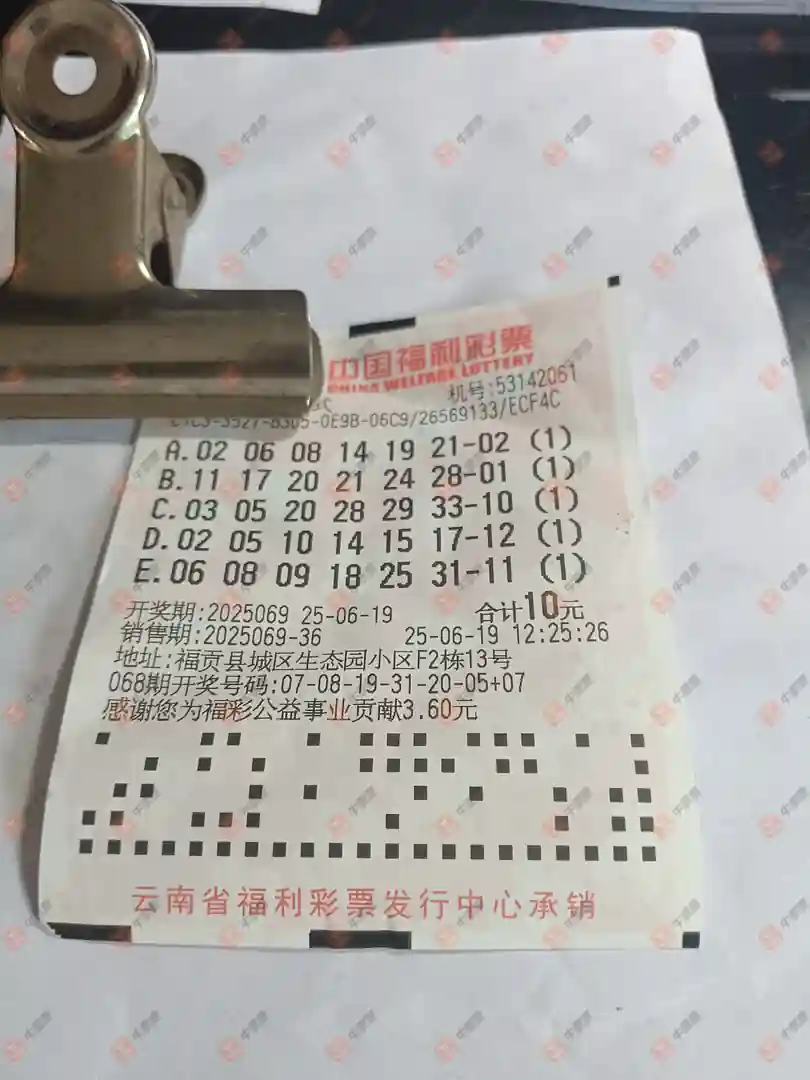 中国福利彩票
CHINA WELFARE LOTTERY
机号:53142061
-0E9B-06C9/26569133/ECF4C
A.02 06 08 14 19 21-02 (1)
B.11 17 20 21 24 28-01 (1)
C.03 05 20 28 29 33-10 (1)
D.02 05 10 14 15 17-12 (1)
E.06 08 09 18 25 31-11 (1)
开奖期:2025069 25-06-19 合计10元
销售期:2025069-36 25-06-19 12:25:26
地址:福贡县城区生态园小区F2栋13号
068期开奖号码:07-08-19-31-20-05+07
感谢您为福彩公益事业贡献3.60元
云南省福利彩票发行中心承销